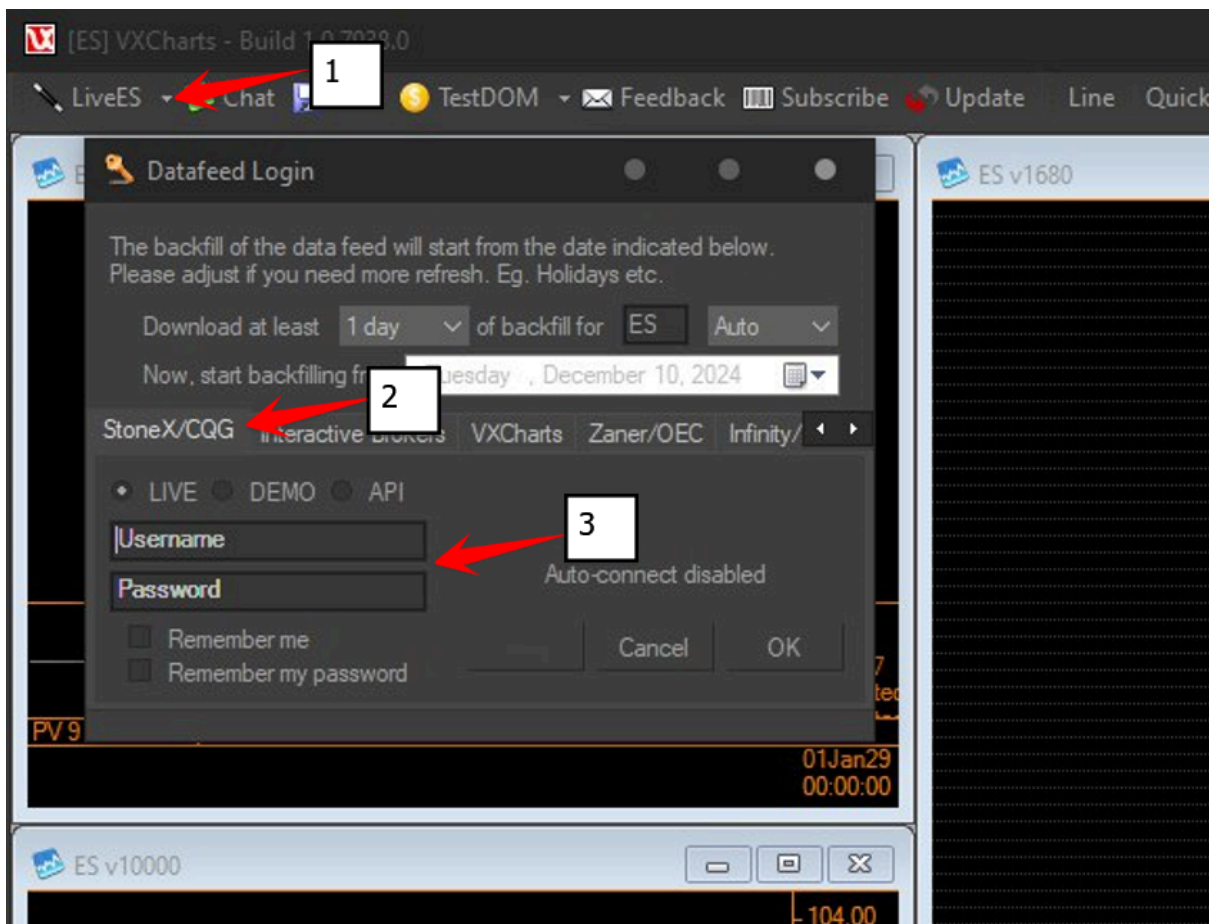 [ES] VXCharts - Build 1.0.7938.0
1
LiveES Chat TestDOM Feedback Subscribe Update Line Quick
Datafeed Login
ES v1680
The backfill of the data feed will start from the date indicated below.
Please adjust if you need more refresh. Eg. Holidays etc.
Download at least 1 day of backfill for ES Auto
Now, start backfilling , December 10, 2024
2
StoneX/CQG Interactive Brokers VXCharts Zaner/OEC Infinity/
LIVE DEMO API
3
Username
Auto-connect disabled
Password
Remember me
Cancel OK
Remember my password
PV 9
01Jan29
00:00:00
ES v10000
104.00